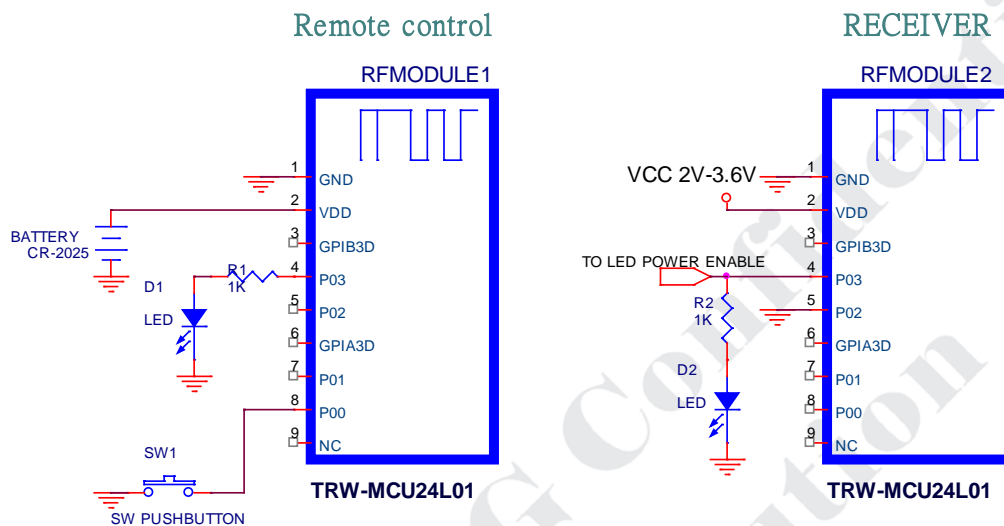 Remote control
RFMODULE1
1
GND
2
VDD
3
GPIB3D
4
P03
5
P02
6
GPIA3D
7
P01
8
P00
9
NC
BATTERY
CR-2025
R1
1K
D1
LED
SW1
SW PUSHBUTTON
TRW-MCU24L01
RECEIVER
RFMODULE2
VCC 2V-3.6V
1
GND
2
VDD
3
GPIB3D
TO LED POWER ENABLE
4
P03
5
P02
6
GPIA3D
7
P01
8
P00
9
NC
R2
1K
D2
LED
TRW-MCU24L01
G Confidenti
ution